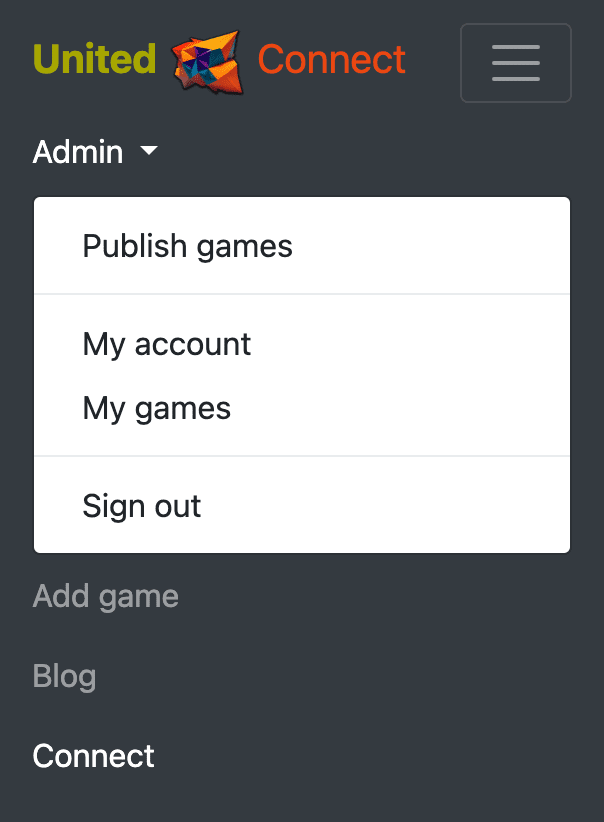 United Connect
Admin
Publish games
My account
My games
Sign out
Add game
Blog
Connect